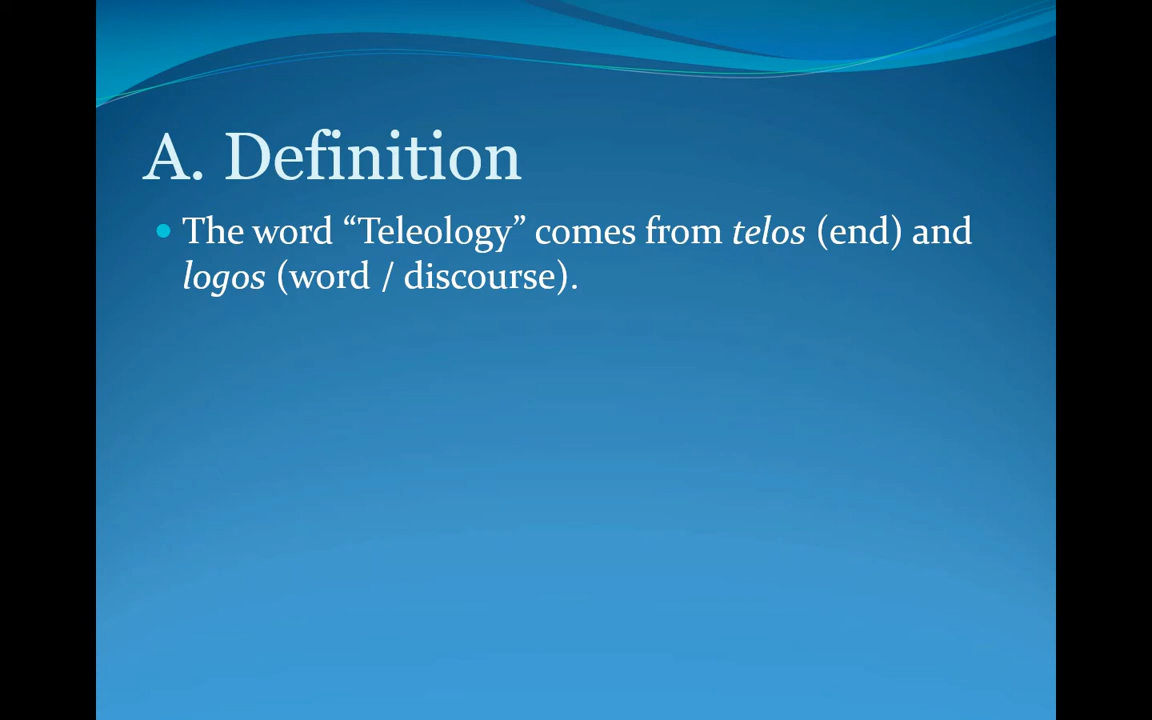 A. Definition
• The word “Teleology” comes from telos (end) and
logos (word / discourse).